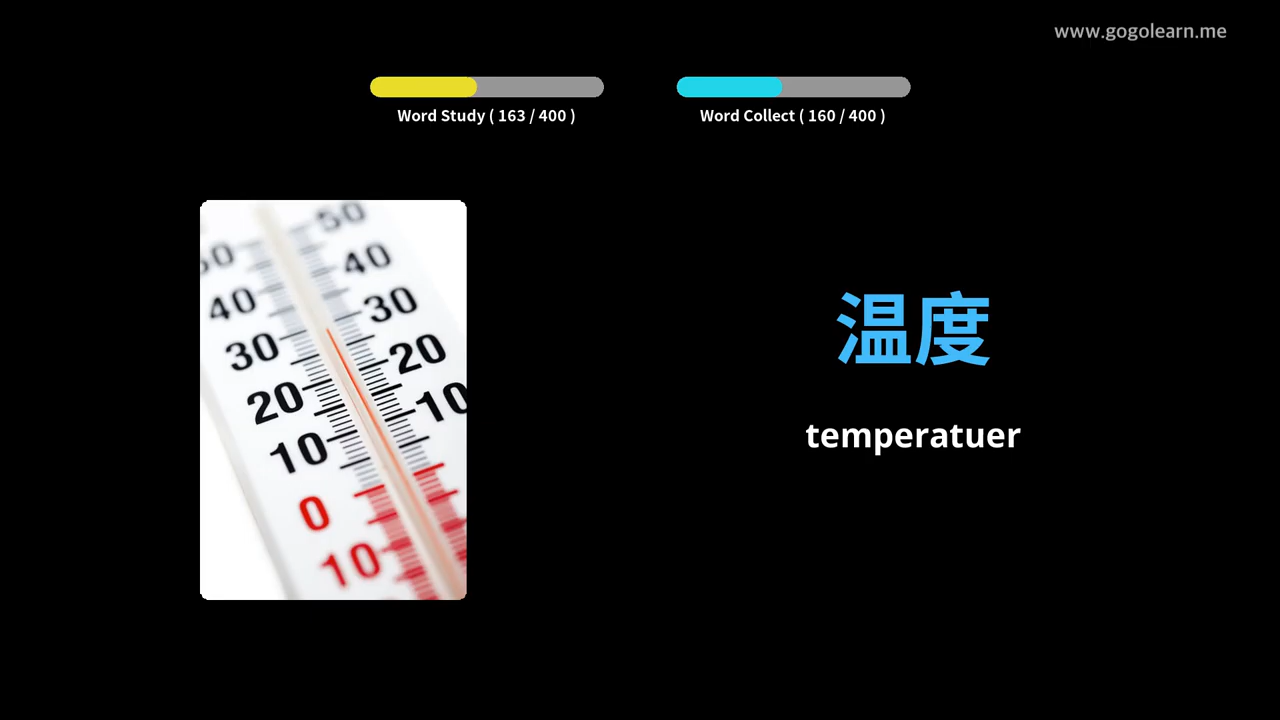 www.gogolearn.me
Word Study ( 163 / 400 )
Word Collect ( 160 / 400 )
温度
temperatuer
50
50
40
40
30
30
20
20
10
10
0
10